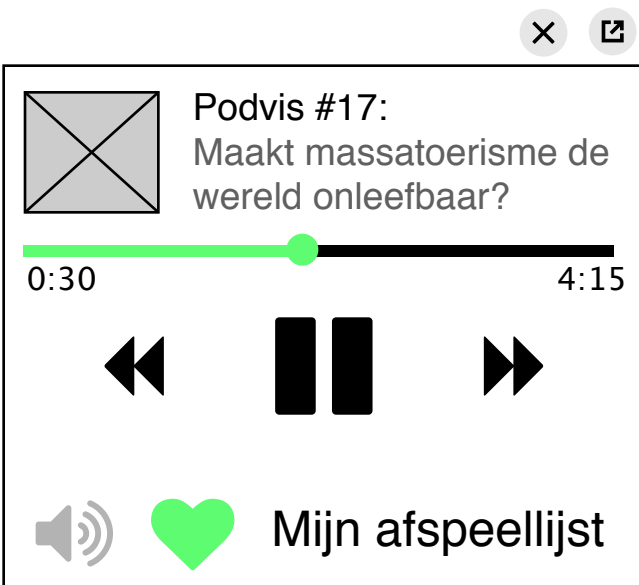 Podvis #17:
Maakt massatoerisme de
wereld onleefbaar?
0:30
4:15
Mijn afspeellijst